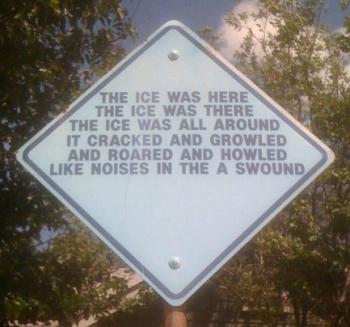 THE ICE WAS HERE
THE ICE WAS THERE
THE ICE WAS ALL AROUND
IT CRACKED AND GROWLED
AND ROARED AND HOWLED
LIKE NOISES IN THE A SWOUND